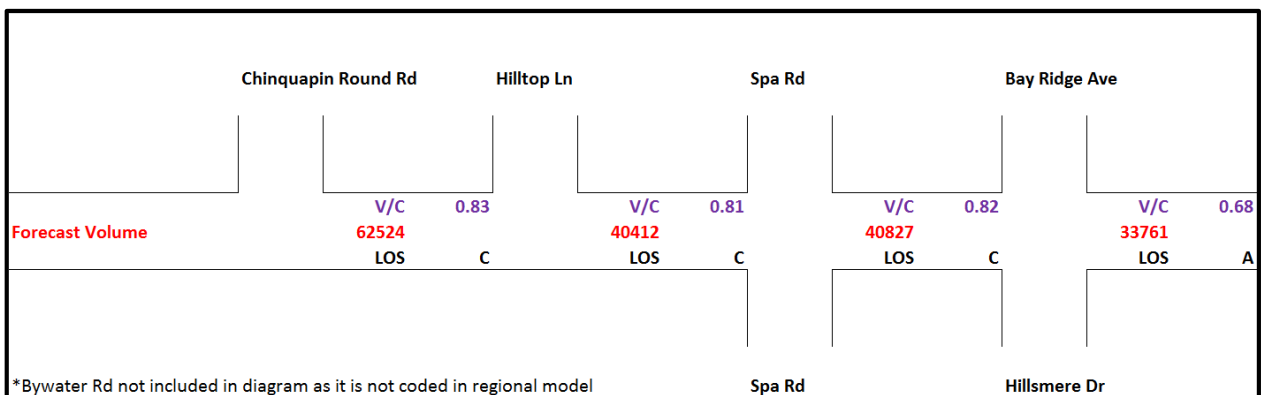 Chinquapin Round Rd Hilltop Ln Spa Rd Bay Ridge Ave
V/C 0.83 V/C 0.81 V/C 0.82 V/C 0.68
Forecast Volume 62524 40412 40827 33761
LOS C LOS C LOS C LOS A
*Bywater Rd not included in diagram as it is not coded in regional model Spa Rd Hillsmere Dr